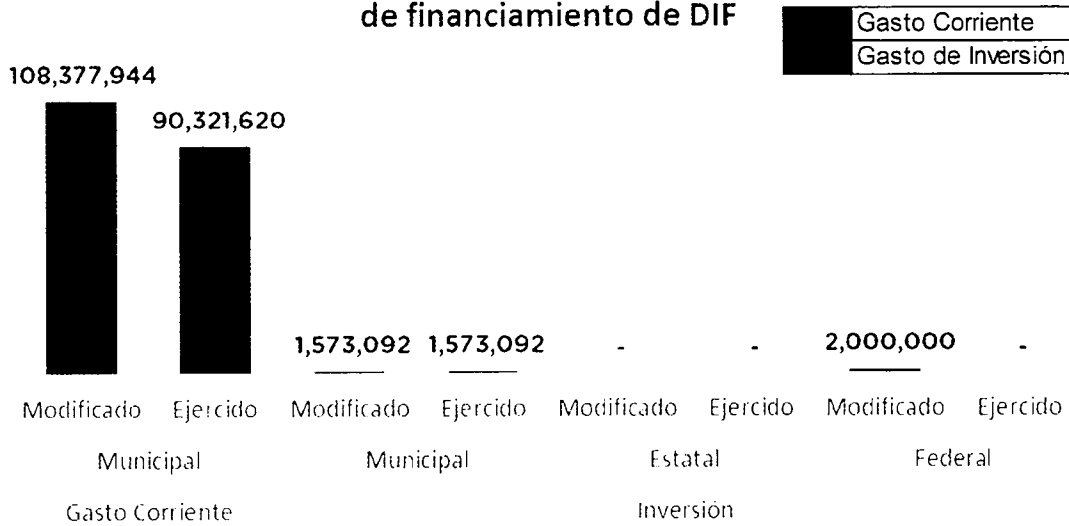 de financiamiento de DIF
Gasto Corriente
Gasto de Inversión
108,377,944
90,321,620
1,573,092 1,573,092 - - 2,000,000 -
Modificado Ejercido Modificado Ejercido Modificado Ejercido Modificado Ejercido
Municipal Municipal Estatal Federal
Gasto Corriente Inversión